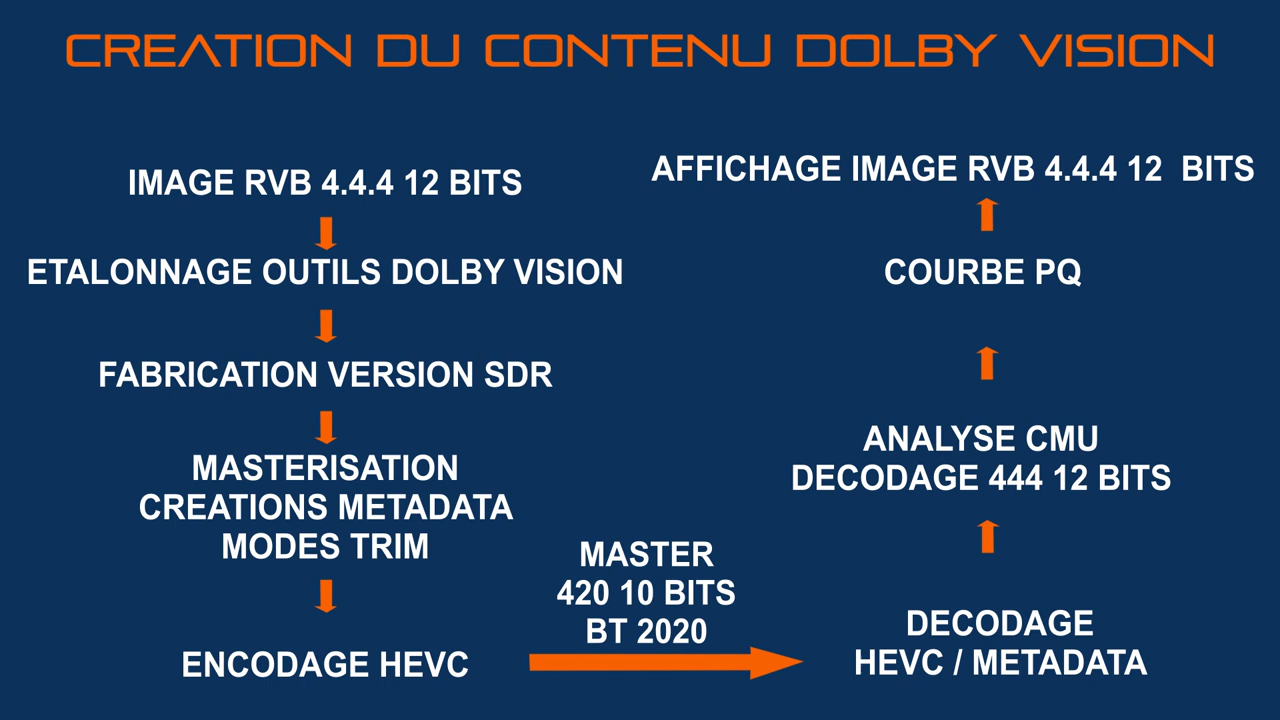 CREATION DU CONTENU DOLBY VISION
IMAGE RVB 4.4.4 12 BITS
ETALONNAGE OUTILS DOLBY VISION
FABRICATION VERSION SDR
MASTERISATION
CREATIONS METADATA
MODES TRIM
ENCODAGE HEVC
MASTER
420 10 BITS
BT 2020
DECODAGE
HEVC / METADATA
ANALYSE CMU
DECODAGE 444 12 BITS
COURBE PQ
AFFICHAGE IMAGE RVB 4.4.4 12 BITS